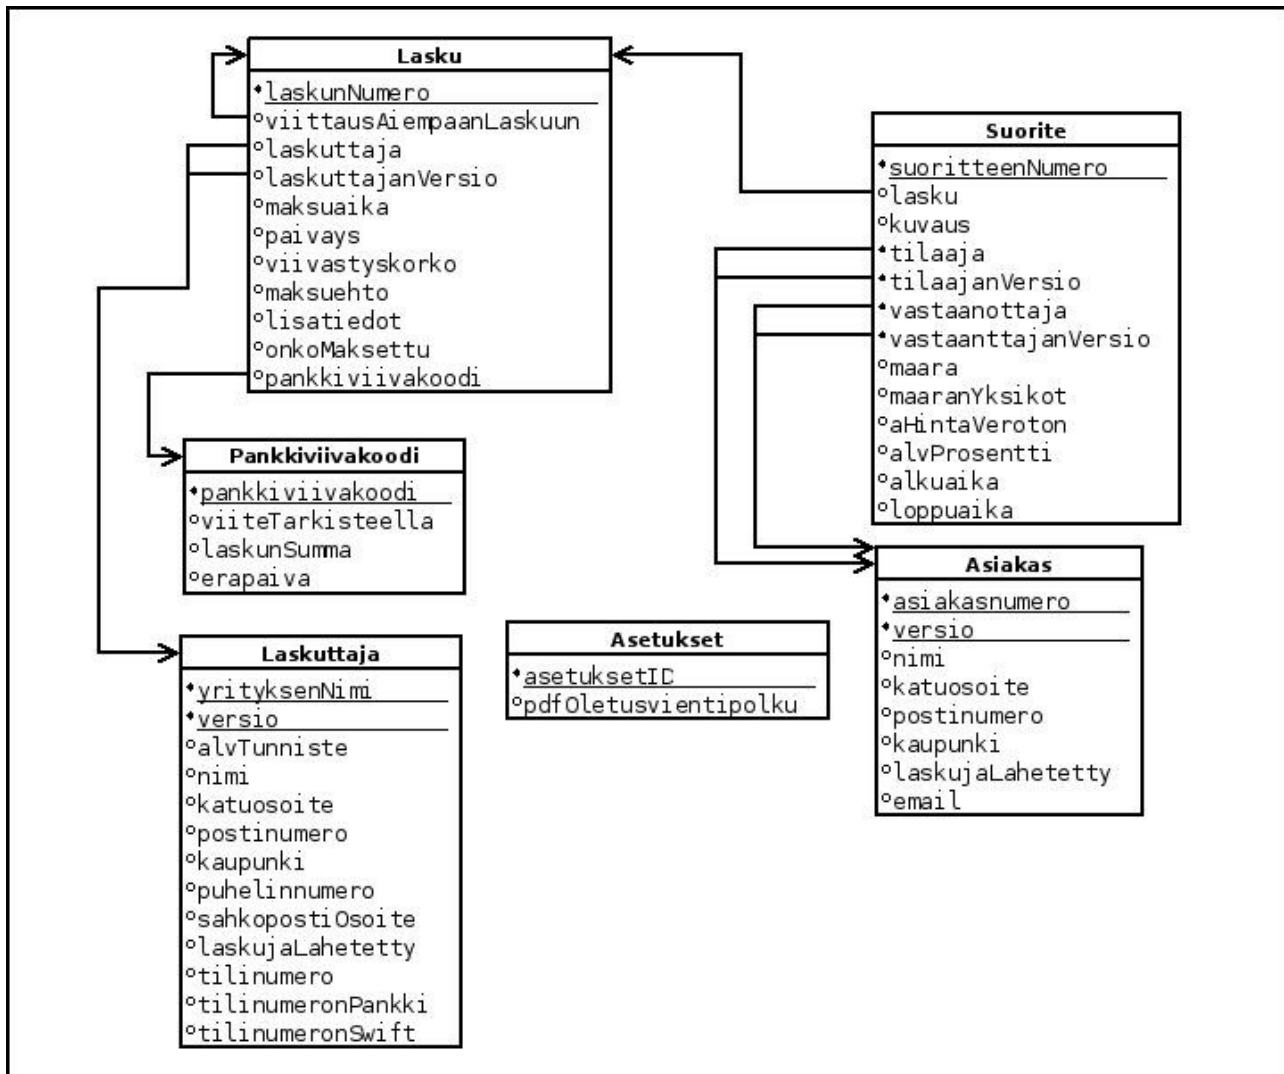 Lasku
laskunNumero
viittausAiempaanLaskuun
laskuttaja
laskuttajanVersio
maksuaika
paivays
viivastyskorko
maksuehto
lisatiedot
onkoMaksettu
pankkiviivakoodi
Suorite
suoritteenNumero
lasku
kuvaus
tilaaja
tilaajanVersio
vastaanottaja
vastaanttajanVersio
maara
maaranYksikot
aHintaVeroton
alvProsentti
alkuaika
loppuaika
Pankkiviivakoodi
pankkiviivakoodi
viiteTarkisteella
laskunSumma
erapaiva
Asiakas
asiakasnumero
versio
nimi
katuosoite
postinumero
kaupunki
laskujaLahetetty
email
Asetukset
asetuksetID
pdfOletusvientipolku
Laskuttaja
yrityksenNimi
versio
alvTunniste
nimi
katuosoite
postinumero
kaupunki
puhelinnumero
sahkopostiOsoite
laskujaLahetetty
tilinumero
tilinumeronPankki
tilinumeronSwift